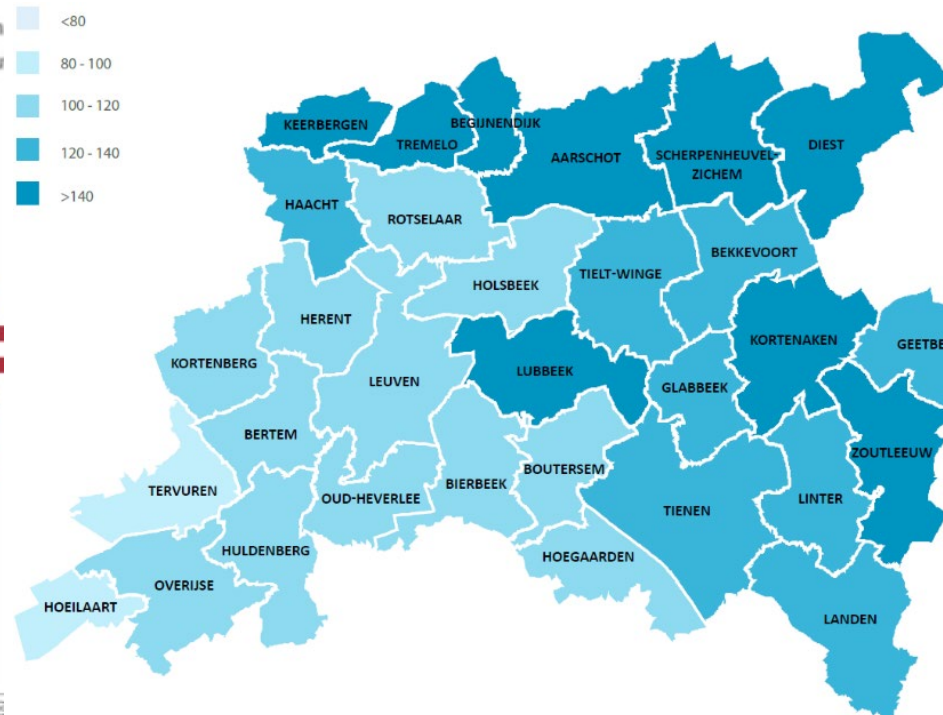 <80
80 - 100
100 - 120
120 - 140
>140
KEERBERGEN
TREMELO
BEGIJNENDIJK
AARSCHOT
SCHERPENHEUVEL-
ZICHEM
DIEST
HAACHT
ROTSELAAR
HOLSBEEK
TIELT-WINGE
BEKKEVOORT
HERENT
KORTENBERG
LEUVEN
LUBBEEK
GLABBEEK
KORTENAKEN
GEETBE
BERTEM
TERVUREN
OUD-HEVERLEE
BIERBEEK
BOUTERSEM
TIENEN
LINTER
ZOUTLEEUW
HULDENBERG
OVERIJSE
HOEILAART
HOEGAARDEN
LANDEN